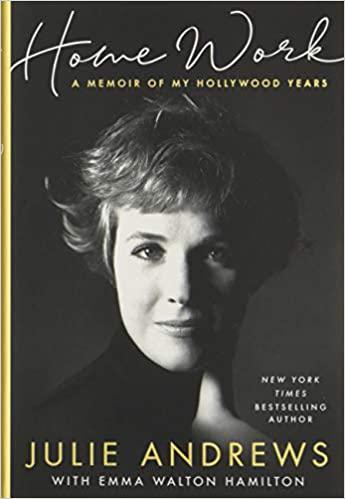 Home Work
A MEMOIR OF MY HOLLYWOOD YEARS
NEW YORK
TIMES
BESTSELLING
AUTHOR
JULIE ANDREWS
WITH EMMA WALTON HAMILTON